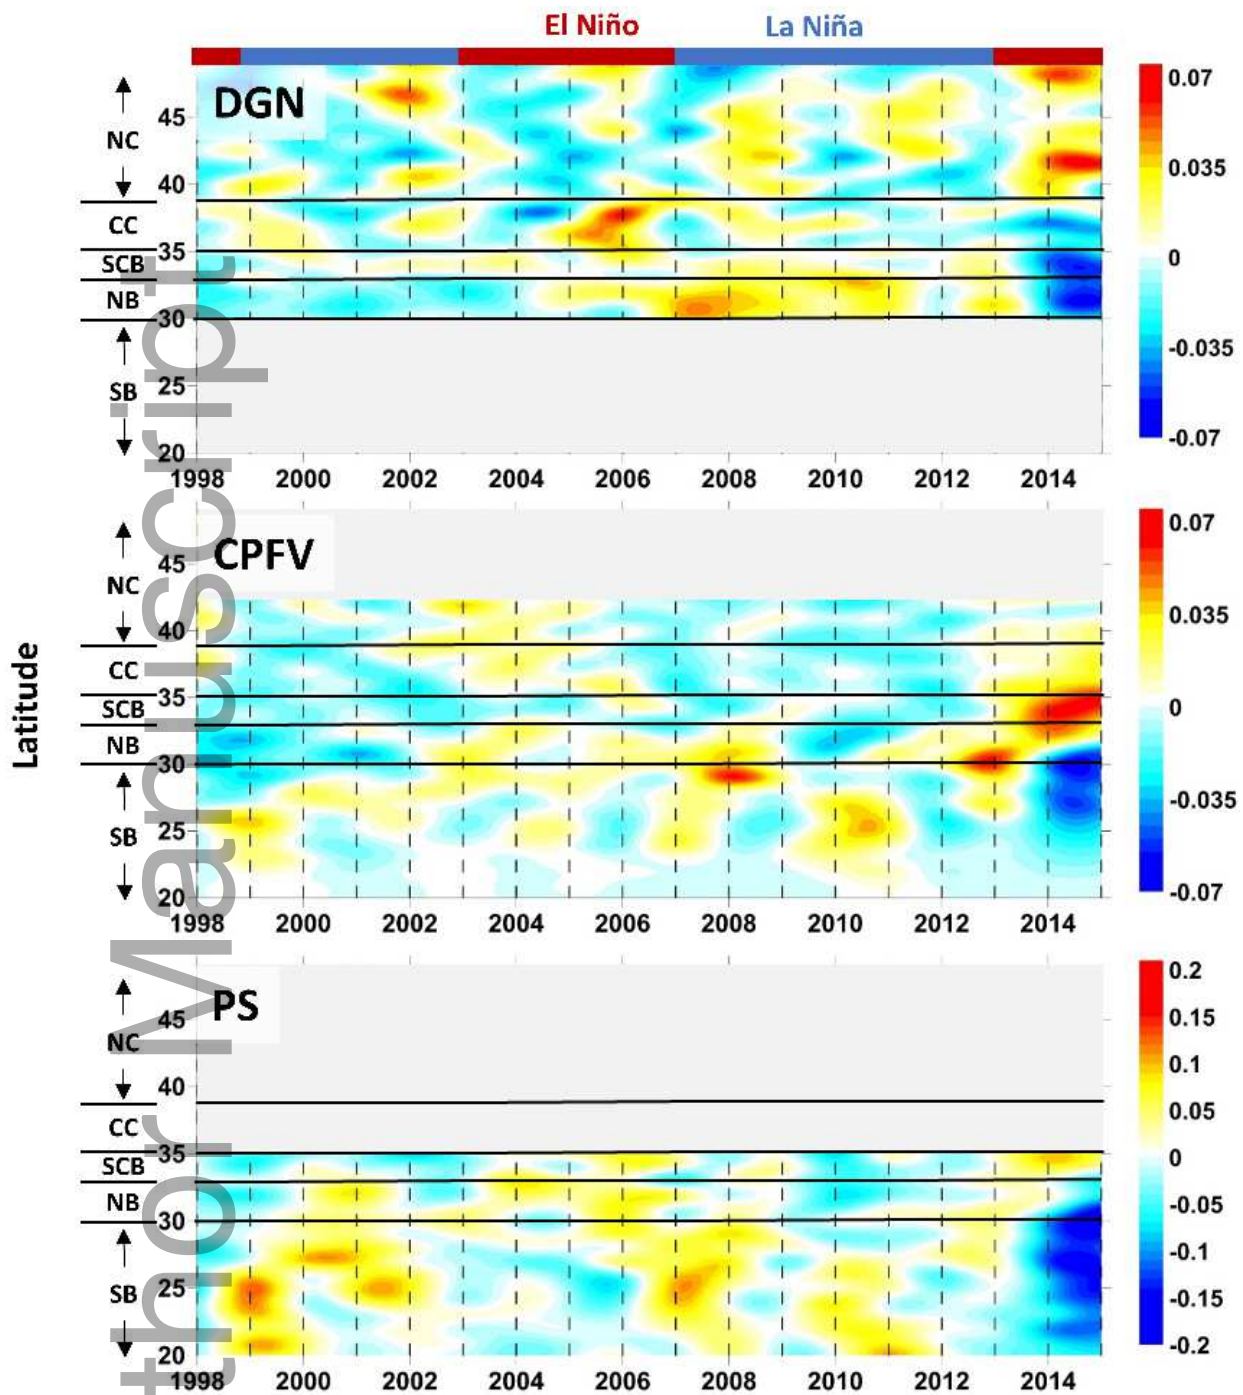 El Niño La Niña
DGN
NC
CC
SCB
NB
SB
45
40
35
30
25
20
1998 2000 2002 2004 2006 2008 2010 2012 2014
0.07
0.035
0
-0.035
-0.07
CPFV
NC
CC
SCB
NB
SB
45
40
35
30
25
20
1998 2000 2002 2004 2006 2008 2010 2012 2014
0.07
0.035
0
-0.035
-0.07
Latitude
PS
NC
CC
SCB
NB
SB
45
40
35
30
25
20
1998 2000 2002 2004 2006 2008 2010 2012 2014
0.2
0.15
0.1
0.05
0
-0.05
-0.1
-0.15
-0.2
thor Manuscript